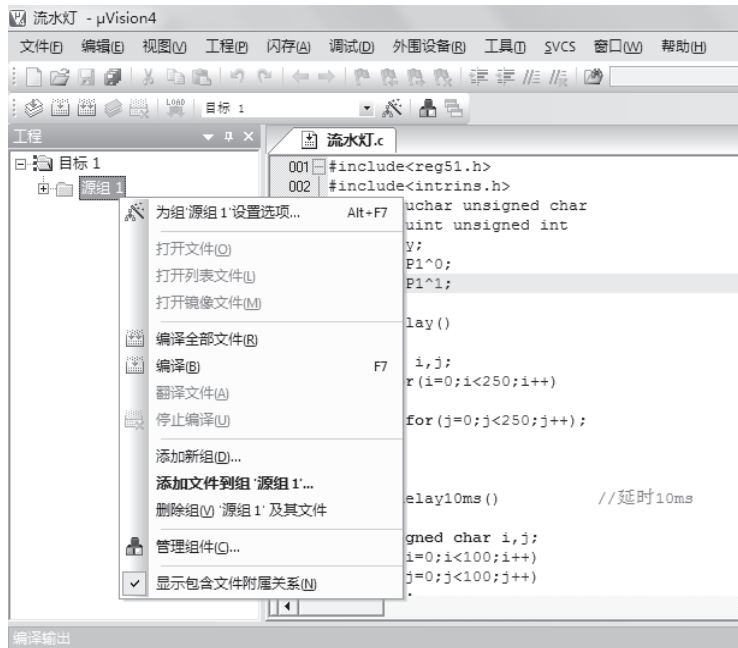 流水灯 - µVision4
文件(F) 编辑(E) 视图(V) 工程(P) 闪存(A) 调试(D) 外围设备(R) 工具(T) SVCS 窗口(W) 帮助(H)
LOAD 目标 1
工程
流水灯.c
目标 1
源组 1
001 #include<reg51.h>
002 #include<intrins.h>
uchar unsigned char
uint unsigned int
y;
P1^0;
P1^1;
lay()
i,j;
r(i=0;i<250;i++)
for(j=0;j<250;j++);
elay10ms() //延时10ms
gned char i,j;
i=0;i<100;i++)
j=0;j<100;j++)
为组'源组 1'设置选项... Alt+F7
打开文件(O)
打开列表文件(L)
打开镜像文件(M)
编译全部文件(R)
编译(B) F7
翻译文件(A)
停止编译(U)
添加新组(D)...
添加文件到组 '源组 1'...
删除组(V) '源组 1' 及其文件
管理组件(C)...
显示包含文件附属关系(N)
编译输出